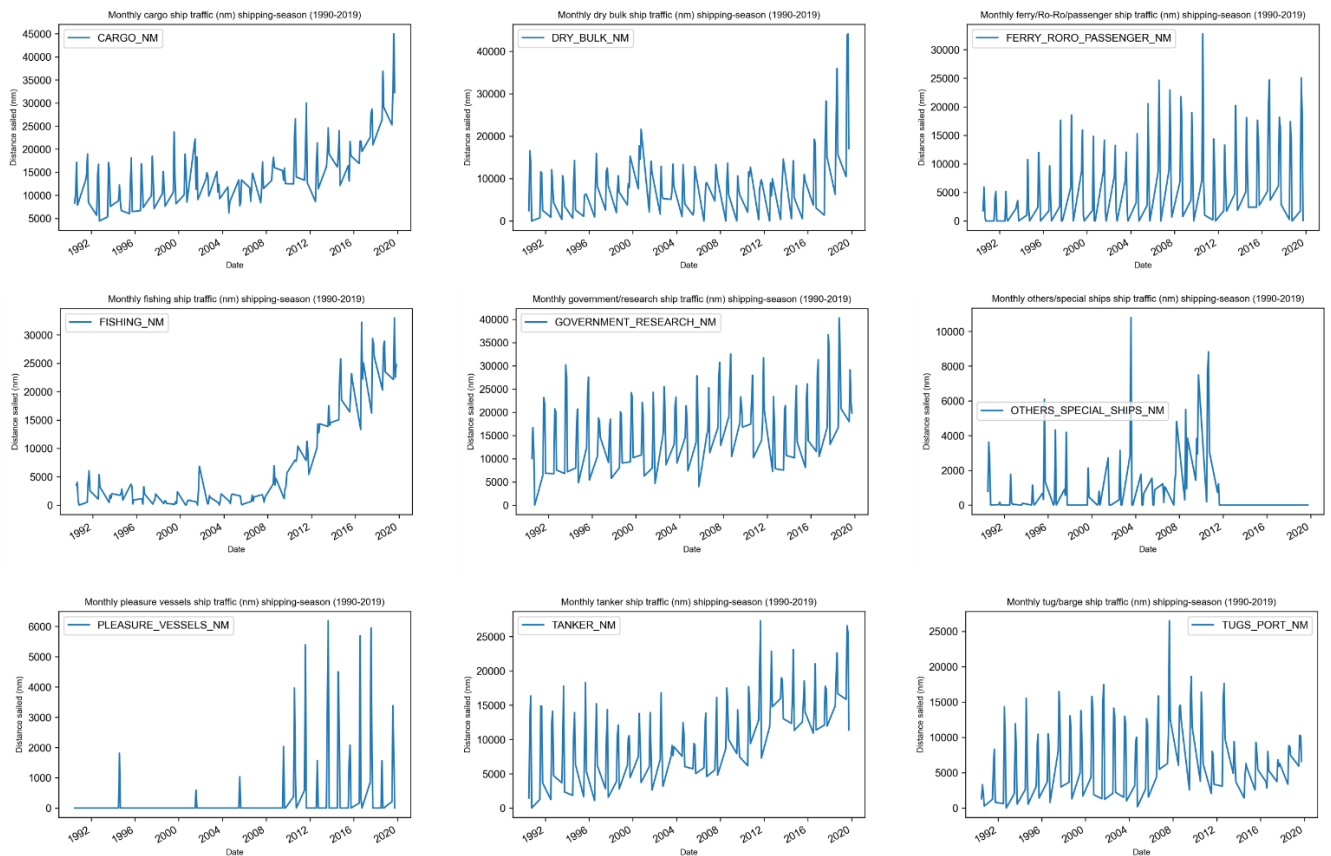 Monthly cargo ship traffic (nm) shipping-season (1990-2019)
CARGO_NM
Distance sailed (nm)
45000
40000
35000
30000
25000
20000
15000
10000
5000
1992 1996 2000 2004 2008 2012 2016 2020
Date
Monthly dry bulk ship traffic (nm) shipping-season (1990-2019)
DRY_BULK_NM
Distance sailed (nm)
40000
30000
20000
10000
0
1992 1996 2000 2004 2008 2012 2016 2020
Date
Monthly ferry/Ro-Ro/passenger ship traffic (nm) shipping-season (1990-2019)
FERRY_RORO_PASSENGER_NM
Distance sailed (nm)
30000
25000
20000
15000
10000
5000
0
1992 1996 2000 2004 2008 2012 2016 2020
Date
Monthly fishing ship traffic (nm) shipping-season (1990-2019)
FISHING_NM
Distance sailed (nm)
30000
25000
20000
15000
10000
5000
0
1992 1996 2000 2004 2008 2012 2016 2020
Date
Monthly government/research ship traffic (nm) shipping-season (1990-2019)
GOVERNMENT_RESEARCH_NM
Distance sailed (nm)
40000
35000
30000
25000
20000
15000
10000
5000
0
1992 1996 2000 2004 2008 2012 2016 2020
Date
Monthly others/special ships ship traffic (nm) shipping-season (1990-2019)
OTHERS_SPECIAL_SHIPS_NM
Distance sailed (nm)
10000
8000
6000
4000
2000
0
1992 1996 2000 2004 2008 2012 2016 2020
Date
Monthly pleasure vessels ship traffic (nm) shipping-season (1990-2019)
PLEASURE_VESSELS_NM
Distance sailed (nm)
6000
5000
4000
3000
2000
1000
0
1992 1996 2000 2004 2008 2012 2016 2020
Date
Monthly tanker ship traffic (nm) shipping-season (1990-2019)
TANKER_NM
Distance sailed (nm)
25000
20000
15000
10000
5000
0
1992 1996 2000 2004 2008 2012 2016 2020
Date
Monthly tug/barge ship traffic (nm) shipping-season (1990-2019)
TUGS_PORT_NM
Distance sailed (nm)
25000
20000
15000
10000
5000
0
1992 1996 2000 2004 2008 2012 2016 2020
Date